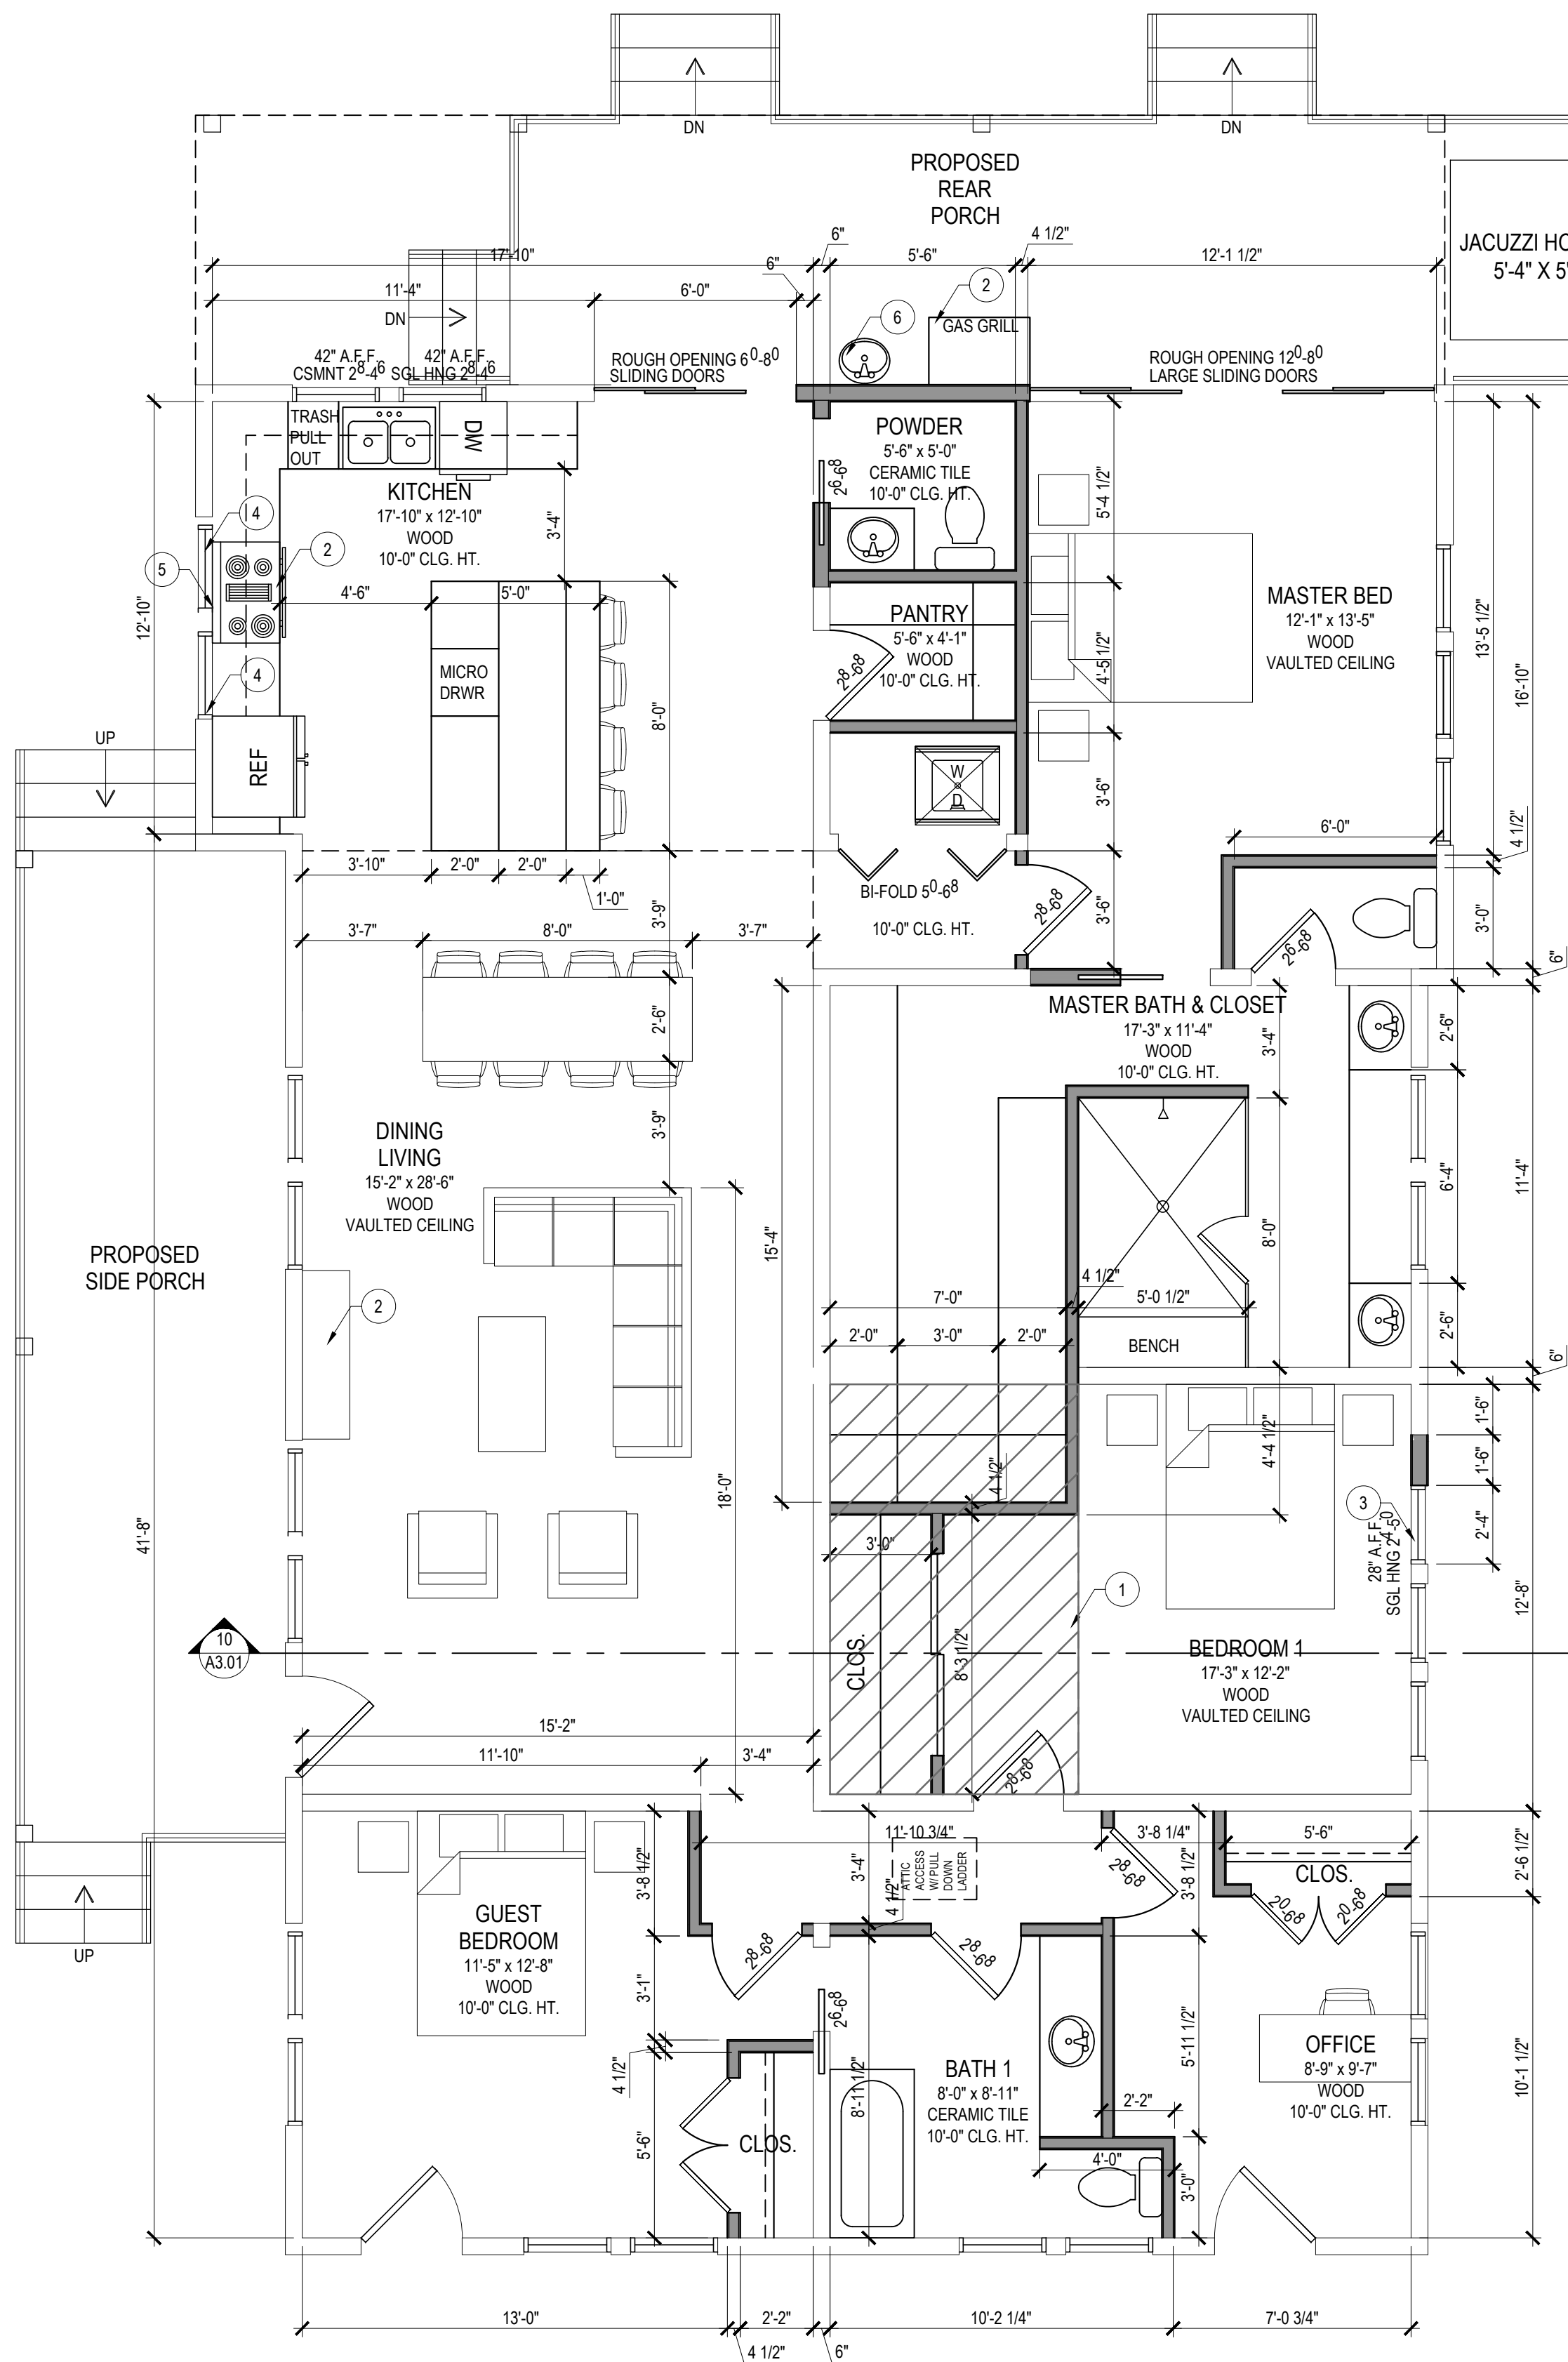 DN
DN
PROPOSED
REAR
PORCH
JACUZZI HO
5'-4" X 5'
17'-10"
6"
5'-6"
4 1/2"
12'-1 1/2"
11'-4"
6'-0"
6"
DN
6
2
GAS GRILL
42" A.F.F.
CSMNT 2⁸-4⁶
42" A.F.F.
SGL HNG 2⁸-4⁶
ROUGH OPENING 6⁰-8⁰
SLIDING DOORS
ROUGH OPENING 12⁰-8⁰
LARGE SLIDING DOORS
TRASH
PULL
OUT
DW
KITCHEN
17'-10" x 12'-10"
WOOD
10'-0" CLG. HT.
3'-4"
4
5
2
4
4'-6"
5'-0"
12'-10"
MICRO
DRWR
8'-0"
REF
UP
POWDER
5'-6" x 5'-0"
CERAMIC TILE
10'-0" CLG. HT.
2⁶-6⁸
5'-4 1/2"
PANTRY
5'-6" x 4'-1"
WOOD
10'-0" CLG. HT.
2⁸-6⁸
4'-5 1/2"
MASTER BED
12'-1" x 13'-5"
WOOD
VAULTED CEILING
13'-5 1/2"
16'-10"
W
D
3'-6"
6'-0"
4 1/2"
3'-10"
2'-0"
2'-0"
1'-0"
BI-FOLD 5⁰-6⁸
10'-0" CLG. HT.
2⁸-6⁸
3'-6"
2⁶-6⁸
3'-0"
6"
3'-9"
3'-7"
8'-0"
3'-7"
2'-6"
3'-9"
MASTER BATH & CLOSET
17'-3" x 11'-4"
WOOD
10'-0" CLG. HT.
3'-4"
2'-6"
6'-4"
11'-4"
DINING
LIVING
15'-2" x 28'-6"
WOOD
VAULTED CEILING
PROPOSED
SIDE PORCH
15'-4"
8'-0"
4 1/2"
7'-0"
5'-0 1/2"
2'-0"
3'-0"
2'-0"
BENCH
2'-6"
6"
2
18'-0"
41'-8"
4 1/2"
4'-4 1/2"
1'-6"
1'-6"
2'-4"
3
28" A.F.F.
SGL HNG 2⁴-5⁰
12'-8"
3'-0"
1
CLOS.
8'-3 1/2"
BEDROOM 1
17'-3" x 12'-2"
WOOD
VAULTED CEILING
10
A3.01
15'-2"
11'-10"
3'-4"
2⁸-6⁸
UP
GUEST
BEDROOM
11'-5" x 12'-8"
WOOD
10'-0" CLG. HT.
3'-8 1/2"
3'-1"
4 1/2"
5'-6"
2⁸-6⁸
CLOS.
11'-10 3/4"
3'-4"
4 1/2"
ATTIC
ACCESS
W/ PULL
DOWN
LADDER
3'-8 1/4"
5'-6"
2⁸-6⁸
3'-8 1/2"
CLOS.
2⁰-6⁸
2⁰-6⁸
2'-6 1/2"
2⁸-6⁸
2⁶-6⁸
8'-11 1/2"
BATH 1
8'-0" x 8'-11"
CERAMIC TILE
10'-0" CLG. HT.
5'-11 1/2"
2'-2"
4'-0"
3'-0"
OFFICE
8'-9" x 9'-7"
WOOD
10'-0" CLG. HT.
10'-1 1/2"
13'-0"
4 1/2"
2'-2"
6"
10'-2 1/4"
7'-0 3/4"